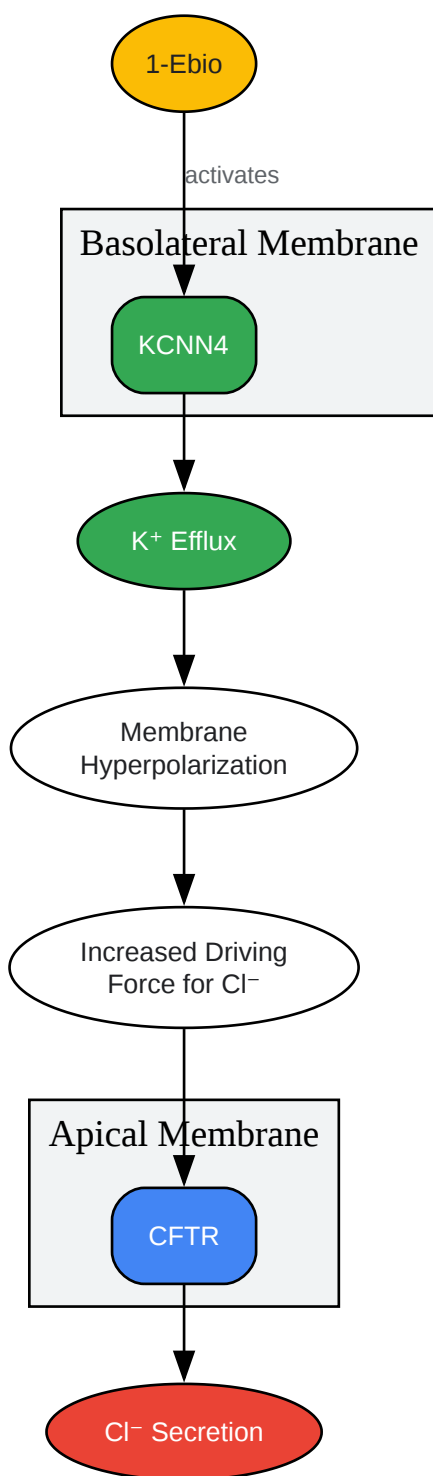 1-Ebio
activates
Basolateral Membrane
KCNN4
K⁺ Efflux
Membrane
Hyperpolarization
Increased Driving
Force for Cl⁻
Apical Membrane
CFTR
Cl⁻ Secretion